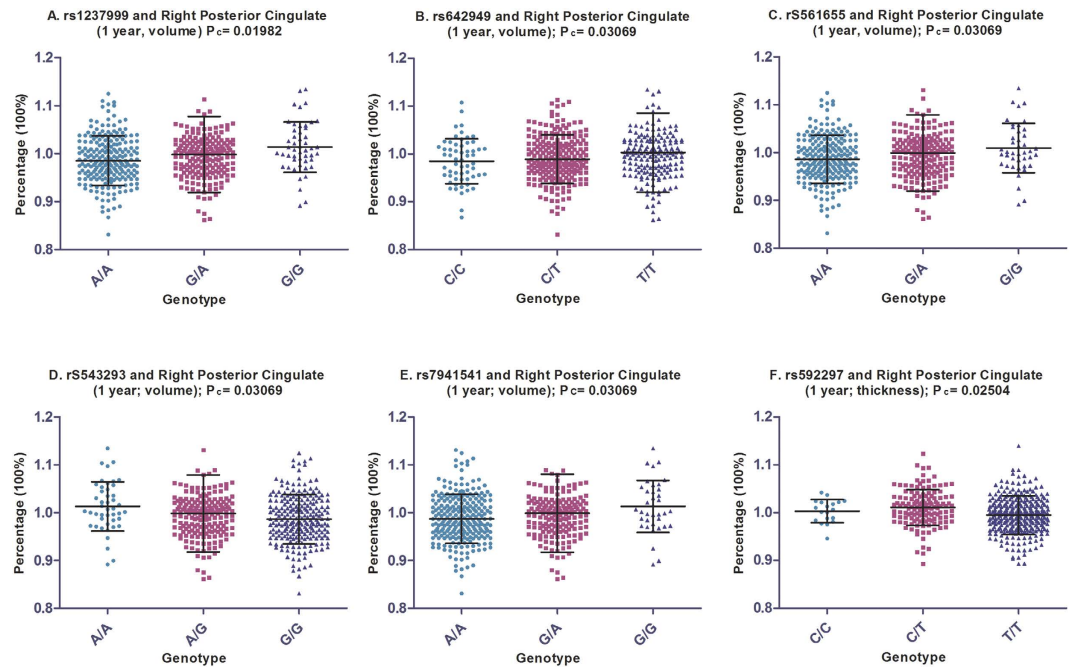 A. rs1237999 and Right Posterior Cingulate
(1 year, volume) Pc= 0.01982
Percentage (100%)
1.2
1.1
1.0
0.9
0.8
A/A
G/A
G/G
Genotype
B. rs642949 and Right Posterior Cingulate
(1 year, volume); Pc= 0.03069
Percentage (100%)
1.2
1.1
1.0
0.9
0.8
C/C
C/T
T/T
Genotype
C. rS561655 and Right Posterior Cingulate
(1 year, volume); Pc= 0.03069
Percentage (100%)
1.2
1.1
1.0
0.9
0.8
A/A
G/A
G/G
Genotype
D. rS543293 and Right Posterior Cingulate
(1 year; volume); Pc= 0.03069
Percentage (100%)
1.2
1.1
1.0
0.9
0.8
A/A
A/G
G/G
Genotype
E. rs7941541 and Right Posterior Cingulate
(1 year; volume); Pc= 0.03069
Percentage (100%)
1.2
1.1
1.0
0.9
0.8
A/A
G/A
G/G
Genotype
F. rs592297 and Right Posterior Cingulate
(1 year; thickness); Pc= 0.02504
Percentage (100%)
1.2
1.1
1.0
0.9
0.8
C/C
C/T
T/T
Genotype